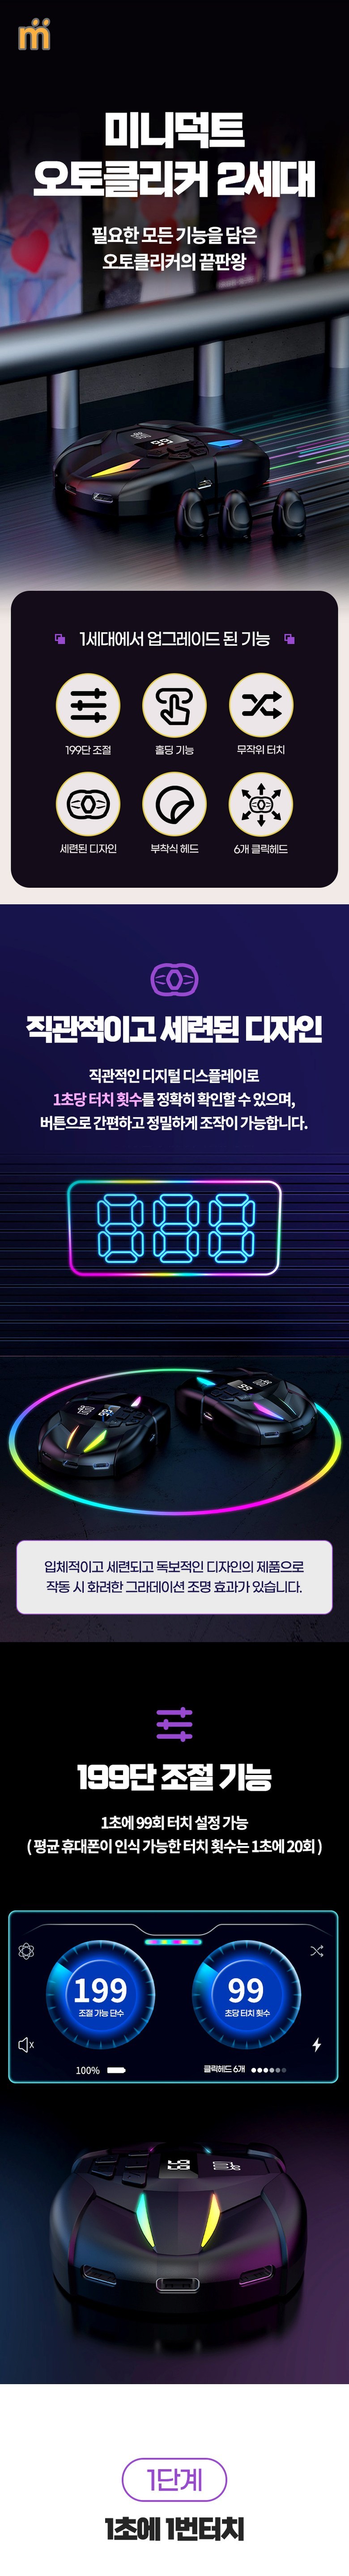 mii
미니덕트
오토클리커 2세대
필요한 모든 기능을 담은
오토클리커의 끝판왕
1세대에서 업그레이드 된 기능
199단 조절
홀딩 기능
무작위 터치
세련된 디자인
부착식 헤드
6개 클릭헤드
직관적이고 세련된 디자인
직관적인 디지털 디스플레이로
1초당 터치 횟수를 정확히 확인할 수 있으며,
버튼으로 간편하고 정밀하게 조작이 가능합니다.
888
입체적이고 세련되고 독보적인 디자인의 제품으로
작동 시 화려한 그라데이션 조명 효과가 있습니다.
199단 조절 기능
1초에 99회 터치 설정 가능
( 평균 휴대폰이 인식 가능한 터치 횟수는 1초에 20회 )
199
조절 가능 단수
99
초당 터치 횟수
100%
클릭헤드 6개
1단계
1초에 1번터치